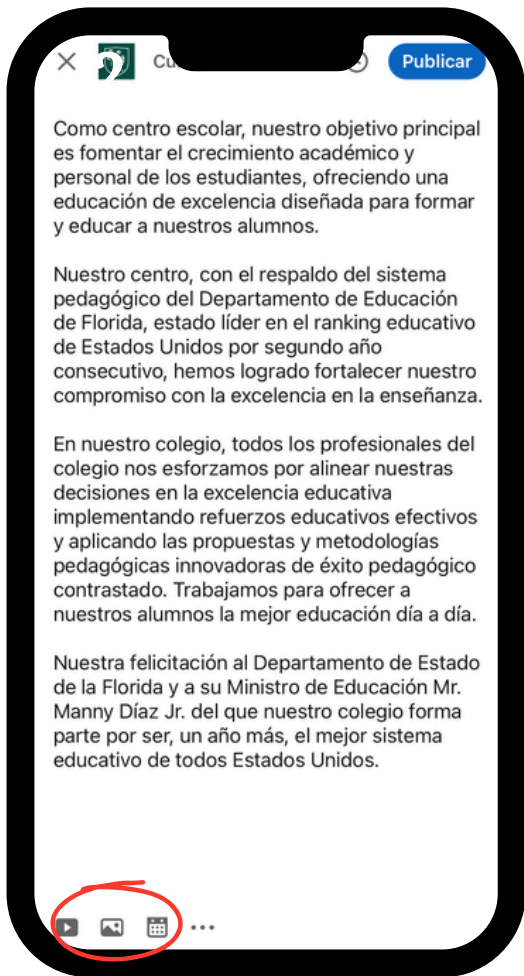 Publicar
Como centro escolar, nuestro objetivo principal
es fomentar el crecimiento académico y
personal de los estudiantes, ofreciendo una
educación de excelencia diseñada para formar
y educar a nuestros alumnos.
Nuestro centro, con el respaldo del sistema
pedagógico del Departamento de Educación
de Florida, estado líder en el ranking educativo
de Estados Unidos por segundo año
consecutivo, hemos logrado fortalecer nuestro
compromiso con la excelencia en la enseñanza.
En nuestro colegio, todos los profesionales del
colegio nos esforzamos por alinear nuestras
decisiones en la excelencia educativa
implementando refuerzos educativos efectivos
y aplicando las propuestas y metodologías
pedagógicas innovadoras de éxito pedagógico
contrastado. Trabajamos para ofrecer a
nuestros alumnos la mejor educación día a día.
Nuestra felicitación al Departamento de Estado
de la Florida y a su Ministro de Educación Mr.
Manny Díaz Jr. del que nuestro colegio forma
parte por ser, un año más, el mejor sistema
educativo de todos Estados Unidos.